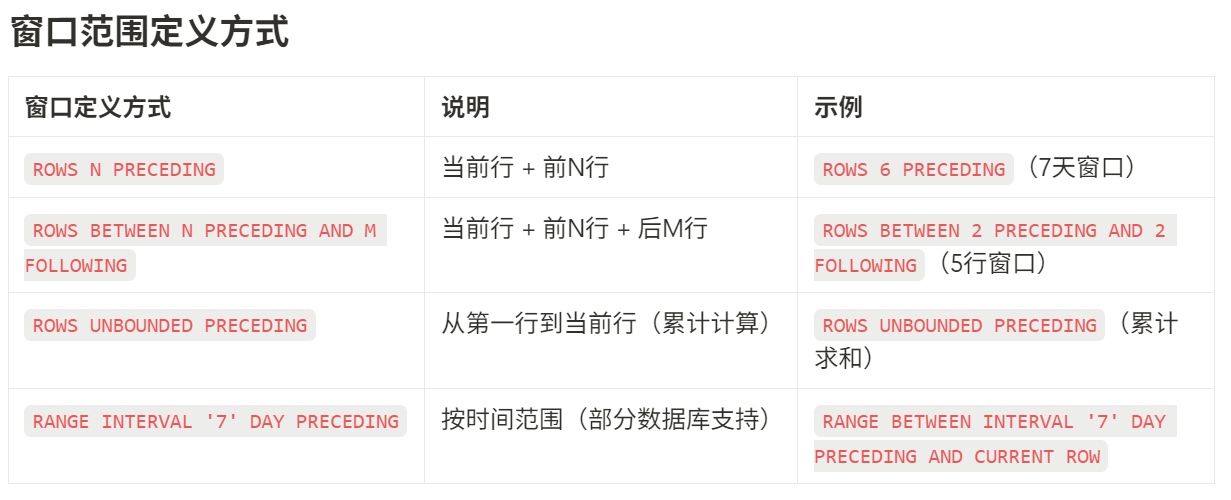 窗口范围定义方式
窗口定义方式
说明
示例
ROWS N PRECEDING
当前行 + 前N行
ROWS 6 PRECEDING（7天窗口）
ROWS BETWEEN N PRECEDING AND M
FOLLOWING
当前行 + 前N行 + 后M行
ROWS BETWEEN 2 PRECEDING AND 2
FOLLOWING（5行窗口）
ROWS UNBOUNDED PRECEDING
从第一行到当前行（累计计算）
ROWS UNBOUNDED PRECEDING（累计
求和）
RANGE INTERVAL '7' DAY PRECEDING
按时间范围（部分数据库支持）
RANGE BETWEEN INTERVAL '7' DAY
PRECEDING AND CURRENT ROW